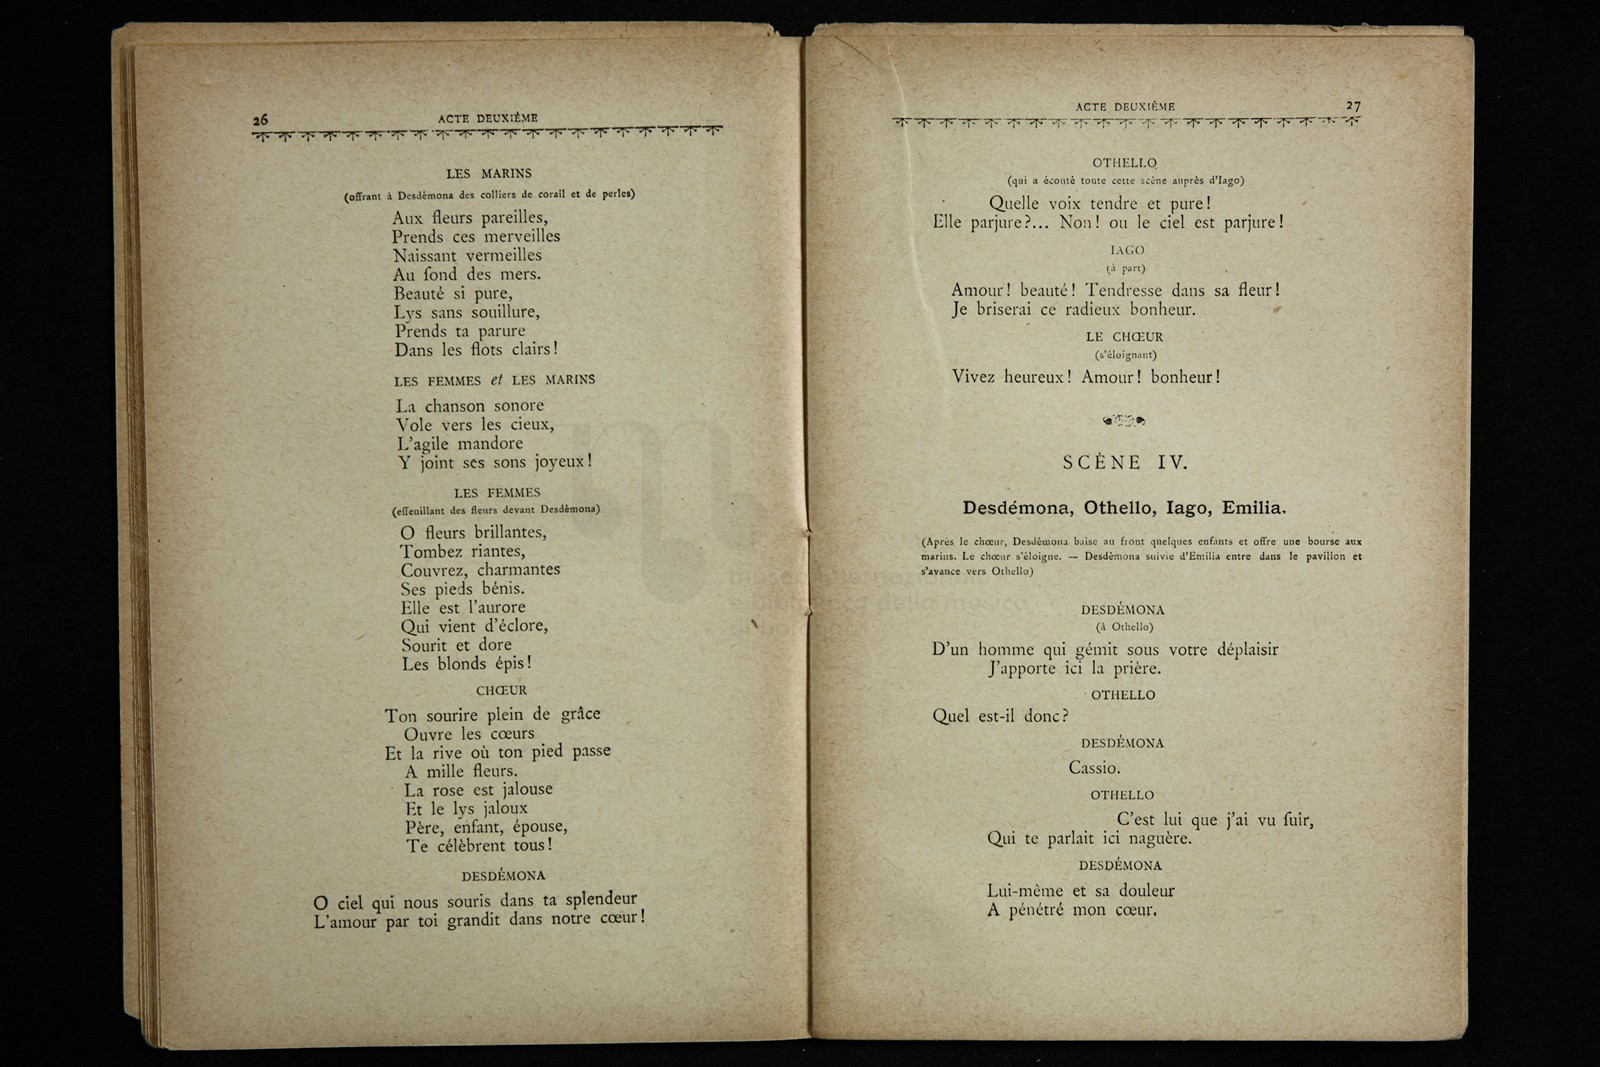 26
ACTE DEUXIÈME
LES MARINS
(offrant à Desdémona des colliers de corail et de perles)
Aux fleurs pareilles,
Prends ces merveilles
Naissant vermeilles
Au fond des mers.
Beauté si pure,
Lys sans souillure,
Prends ta parure
Dans les flots clairs!
LES FEMMES et LES MARINS
La chanson sonore
Vole vers les cieux,
L'agile mandore
Y joint ses sons joyeux!
LES FEMMES
(effeuillant des fleurs devant Desdémona)
O fleurs brillantes,
Tombez riantes,
Couvrez, charmantes
Ses pieds bénis.
Elle est l'aurore
Qui vient d'éclore,
Sourit et dore
Les blonds épis!
CHŒUR
Ton sourire plein de grâce
Ouvre les cœurs
Et la rive où ton pied passe
A mille fleurs.
La rose est jalouse
Et le lys jaloux
Père, enfant, épouse,
Te célèbrent tous!
DESDÉMONA
O ciel qui nous souris dans ta splendeur
L'amour par toi grandit dans notre cœur!
ACTE DEUXIÈME
27
OTHELLO
(qui a écouté toute cette scène auprès d'Iago)
Quelle voix tendre et pure!
Elle parjure?... Non! ou le ciel est parjure!
IAGO
(à part)
Amour! beauté! Tendresse dans sa fleur!
Je briserai ce radieux bonheur.
LE CHŒUR
(s'éloignant)
Vivez heureux! Amour! bonheur!
SCÈNE IV.
Desdémona, Othello, Iago, Emilia.
(Après le chœur, Desdémona baise au front quelques enfants et offre une bourse aux
marins. Le chœur s'éloigne. — Desdémona suivie d'Emilia entre dans le pavillon et
s'avance vers Othello)
DESDÉMONA
(à Othello)
D'un homme qui gémit sous votre déplaisir
J'apporte ici la prière.
OTHELLO
Quel est-il donc?
DESDÉMONA
Cassio.
OTHELLO
C'est lui que j'ai vu fuir,
Qui te parlait ici naguère.
DESDÉMONA
Lui-même et sa douleur
A pénétré mon cœur.